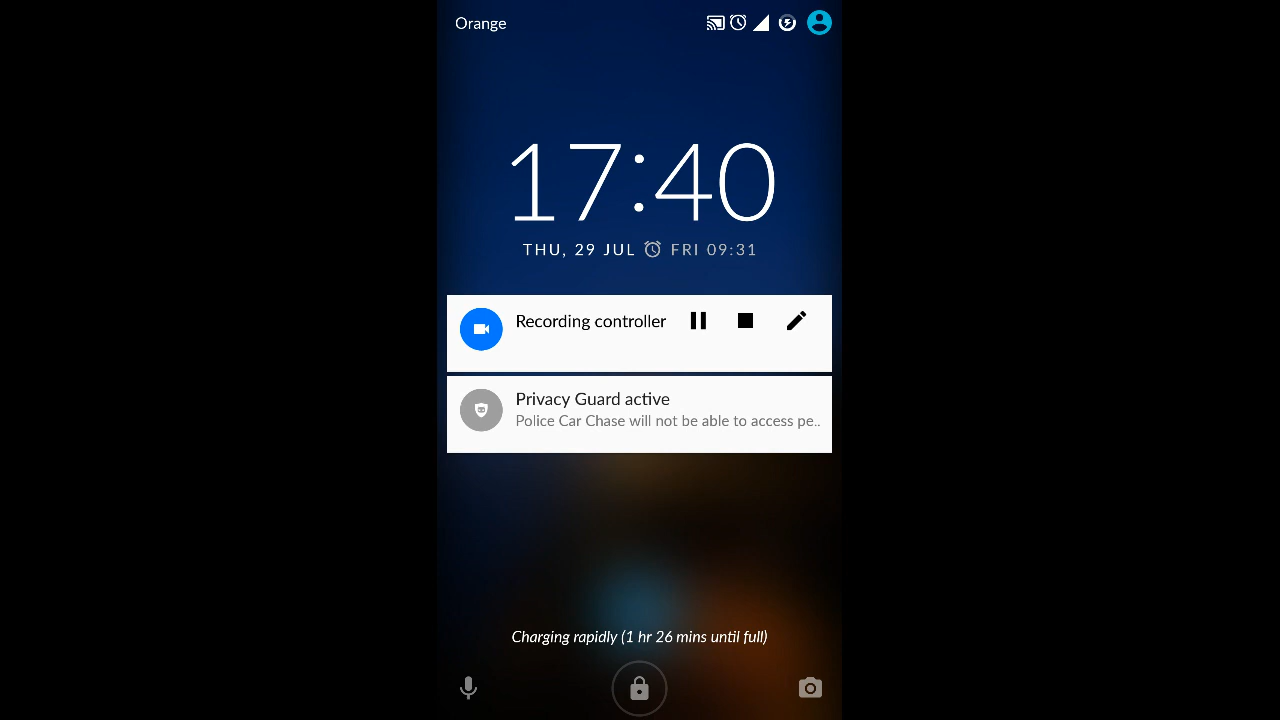 Orange
17:40
THU, 29 JUL FRI 09:31
Recording controller
Privacy Guard active
Police Car Chase will not be able to access pe..
Charging rapidly (1 hr 26 mins until full)